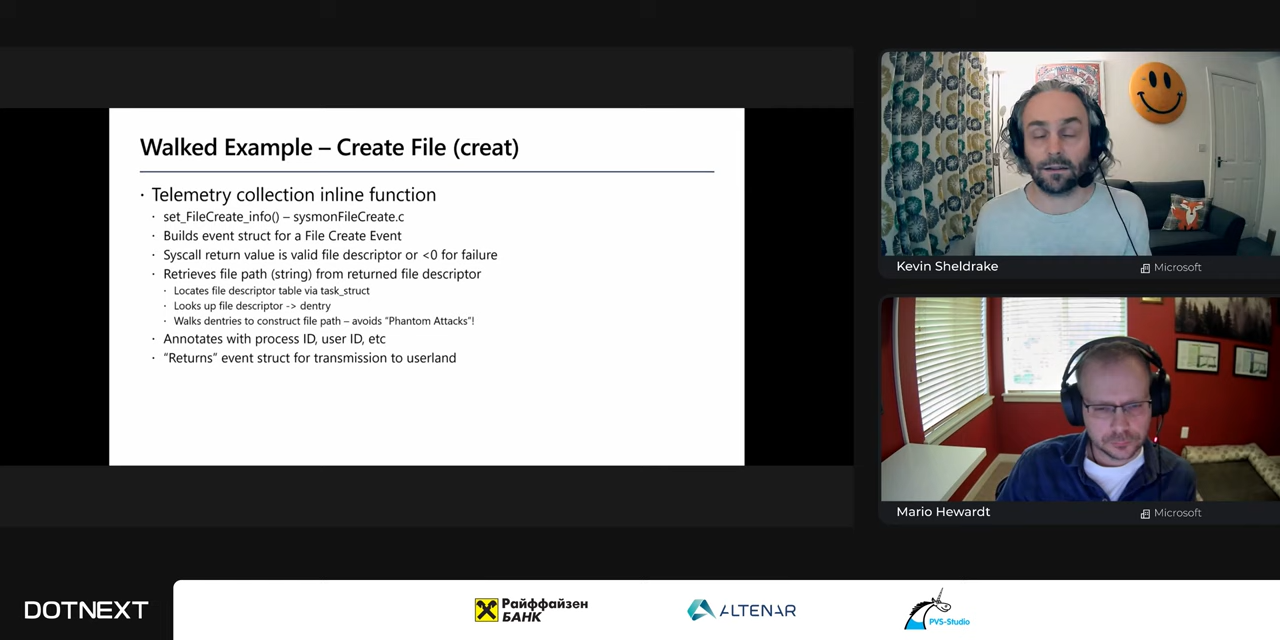 Walked Example – Create File (creat)
· Telemetry collection inline function
· set_FileCreate_info() – sysmonFileCreate.c
· Builds event struct for a File Create Event
· Syscall return value is valid file descriptor or <0 for failure
· Retrieves file path (string) from returned file descriptor
· Locates file descriptor table via task_struct
· Looks up file descriptor -> dentry
· Walks dentries to construct file path – avoids “Phantom Attacks”!
· Annotates with process ID, user ID, etc
· “Returns” event struct for transmission to userland
Kevin Sheldrake
Microsoft
Mario Hewardt
Microsoft
DOTNEXT
Райффайзен
БАНК
ALTENAR
PVS-Studio